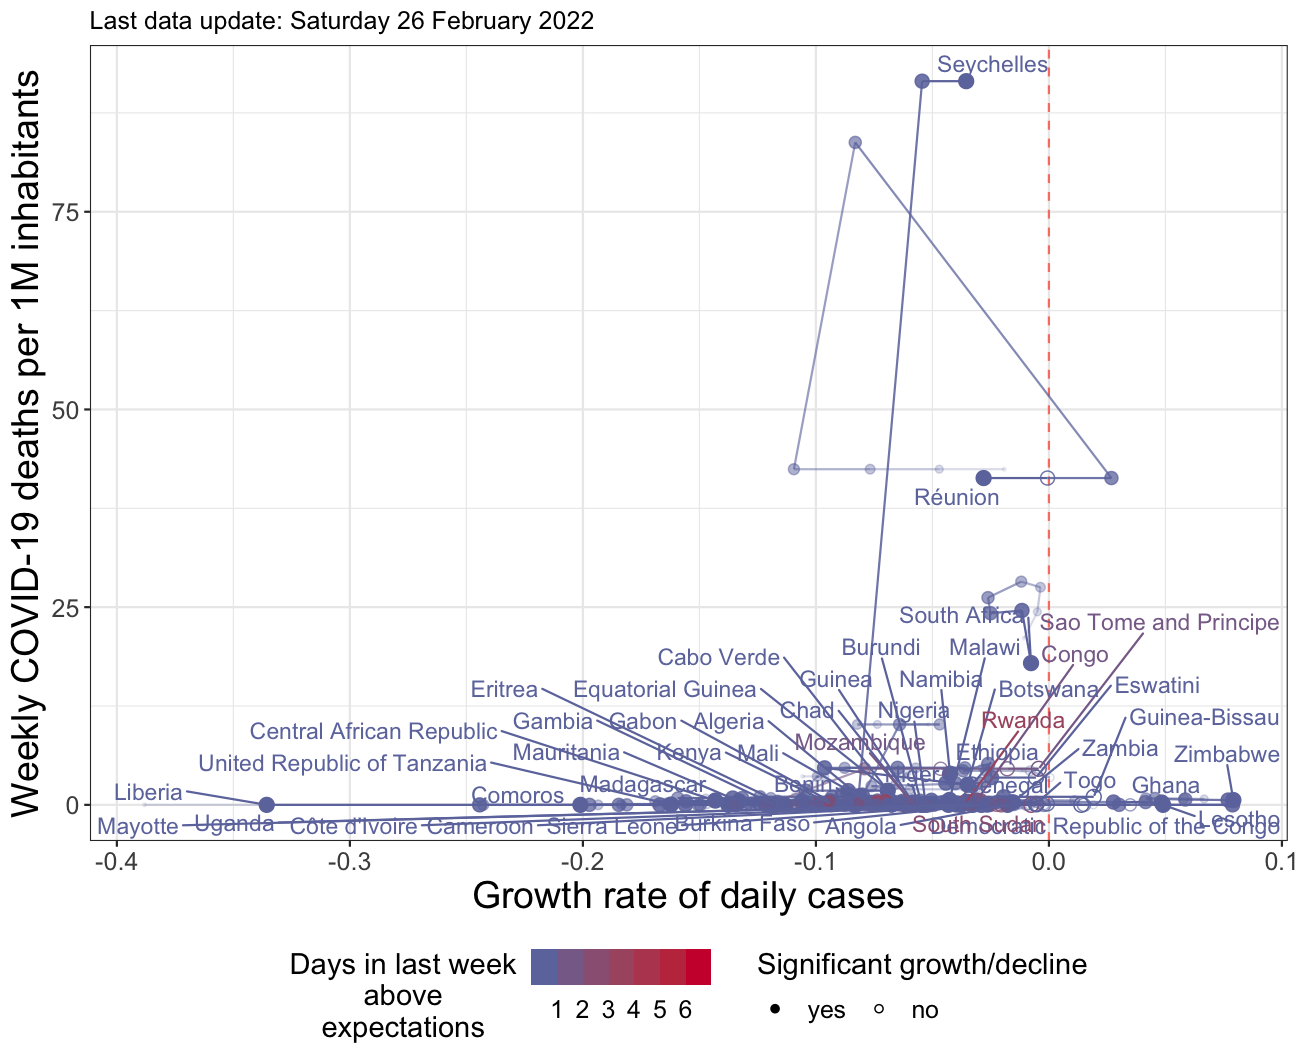 Last data update: Saturday 26 February 2022
Weekly COVID-19 deaths per 1M inhabitants
75
50
25
0
Seychelles
Réunion
South Africa
Sao Tome and Principe
Cabo Verde
Burundi
Malawi
Congo
Eritrea
Equatorial Guinea
Guinea
Namibia
Botswana
Eswatini
Central African Republic
Gambia
Gabon
Algeria
Chad
Nigeria
Rwanda
Guinea-Bissau
United Republic of Tanzania
Mauritania
Kenya
Mali
Mozambique
Ethiopia
Zambia
Zimbabwe
Liberia
Comoros
Madagascar
Benin
Niger
Senegal
Togo
Ghana
Lesotho
Mayotte
Uganda
Côte d'Ivoire
Cameroon
Sierra Leone
Burkina Faso
Angola
South Sudan
Democratic Republic of the Congo
-0.4
-0.3
-0.2
-0.1
0.0
0.1
Growth rate of daily cases
Days in last week
above
expectations
1 2 3 4 5 6
Significant growth/decline
yes
no